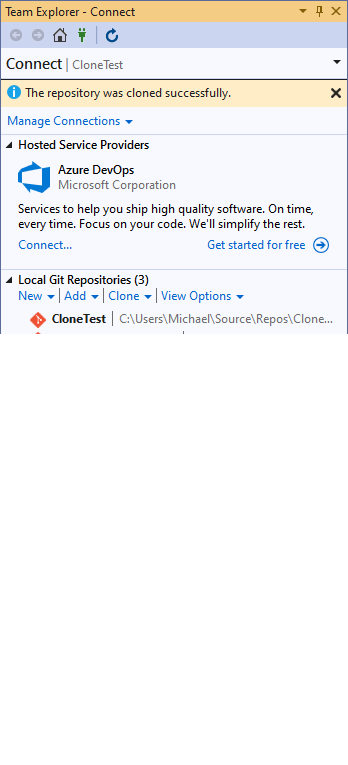 Team Explorer - Connect
Connect | CloneTest
The repository was cloned successfully.
Manage Connections
Hosted Service Providers
Azure DevOps
Microsoft Corporation
Services to help you ship high quality software. On time,
every time. Focus on your code. We'll simplify the rest.
Connect... Get started for free
Local Git Repositories (3)
New | Add | Clone | View Options
CloneTest | C:\Users\Michael\Source\Repos\Clone...